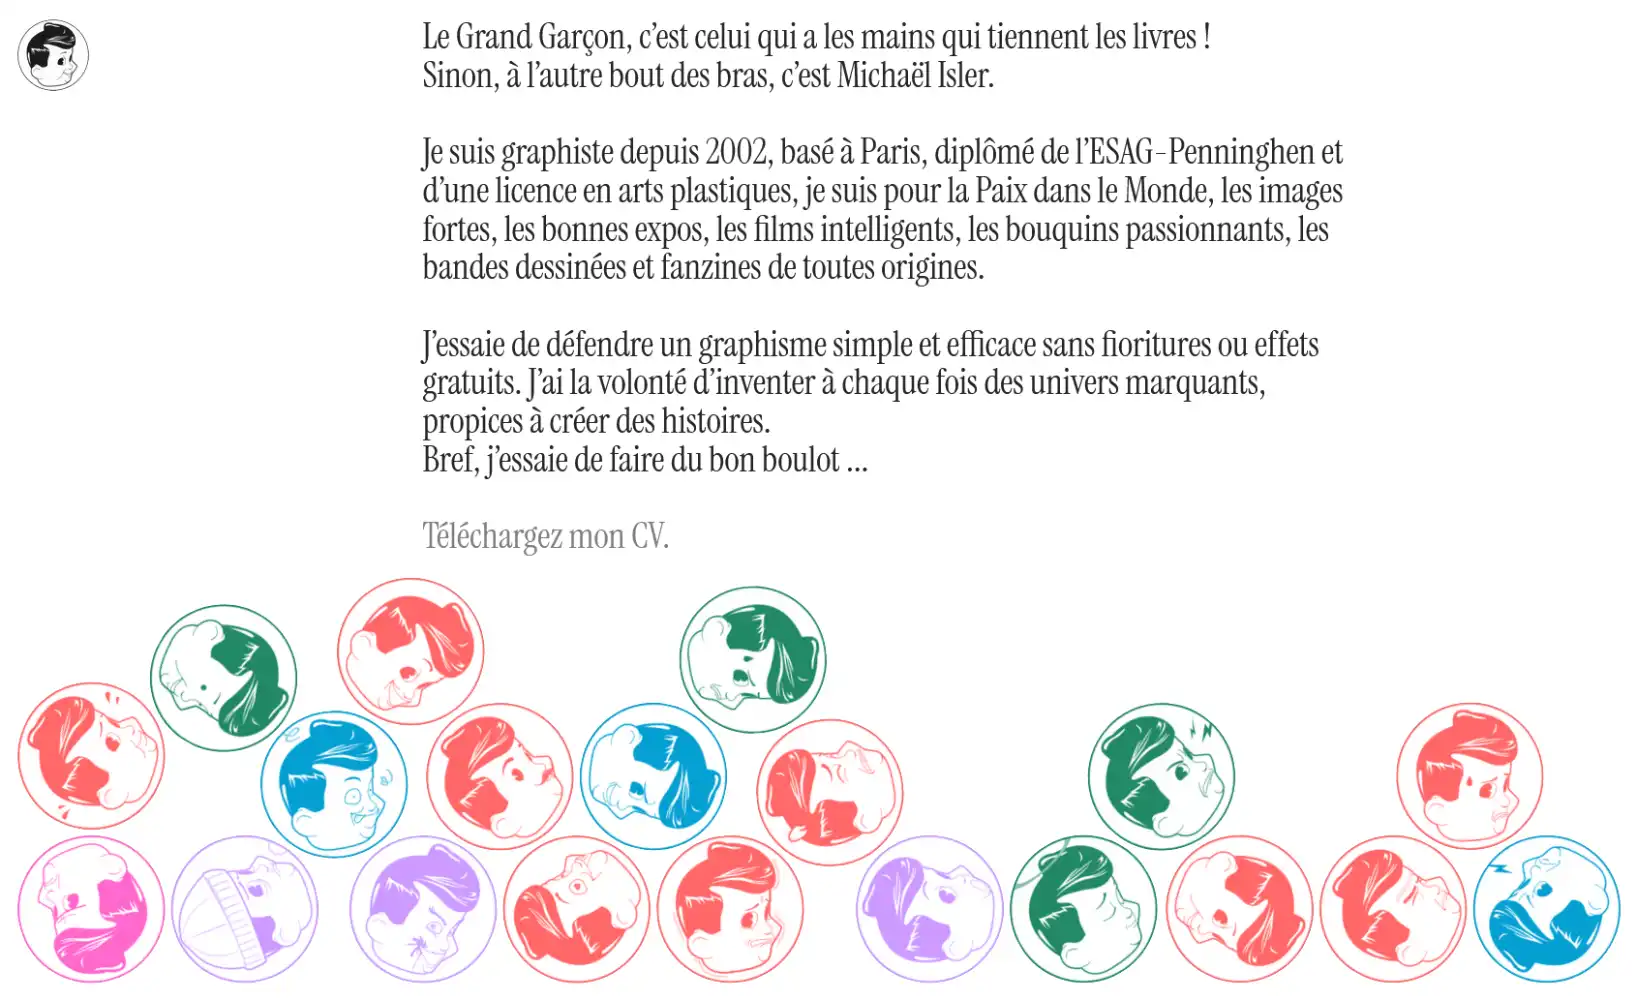 Le Grand Garçon, c’est celui qui a les mains qui tiennent les livres !
Sinon, à l’autre bout des bras, c’est Michaël Isler.
Je suis graphiste depuis 2002, basé à Paris, diplômé de l’ESAG-Penninghen et
d’une licence en arts plastiques, je suis pour la Paix dans le Monde, les images
fortes, les bonnes expos, les films intelligents, les bouquins passionnants, les
bandes dessinées et fanzines de toutes origines.
J’essaie de défendre un graphisme simple et efficace sans fioritures ou effets
gratuits. J’ai la volonté d’inventer à chaque fois des univers marquants,
propices à créer des histoires.
Bref, j’essaie de faire du bon boulot ...
Téléchargez mon CV.